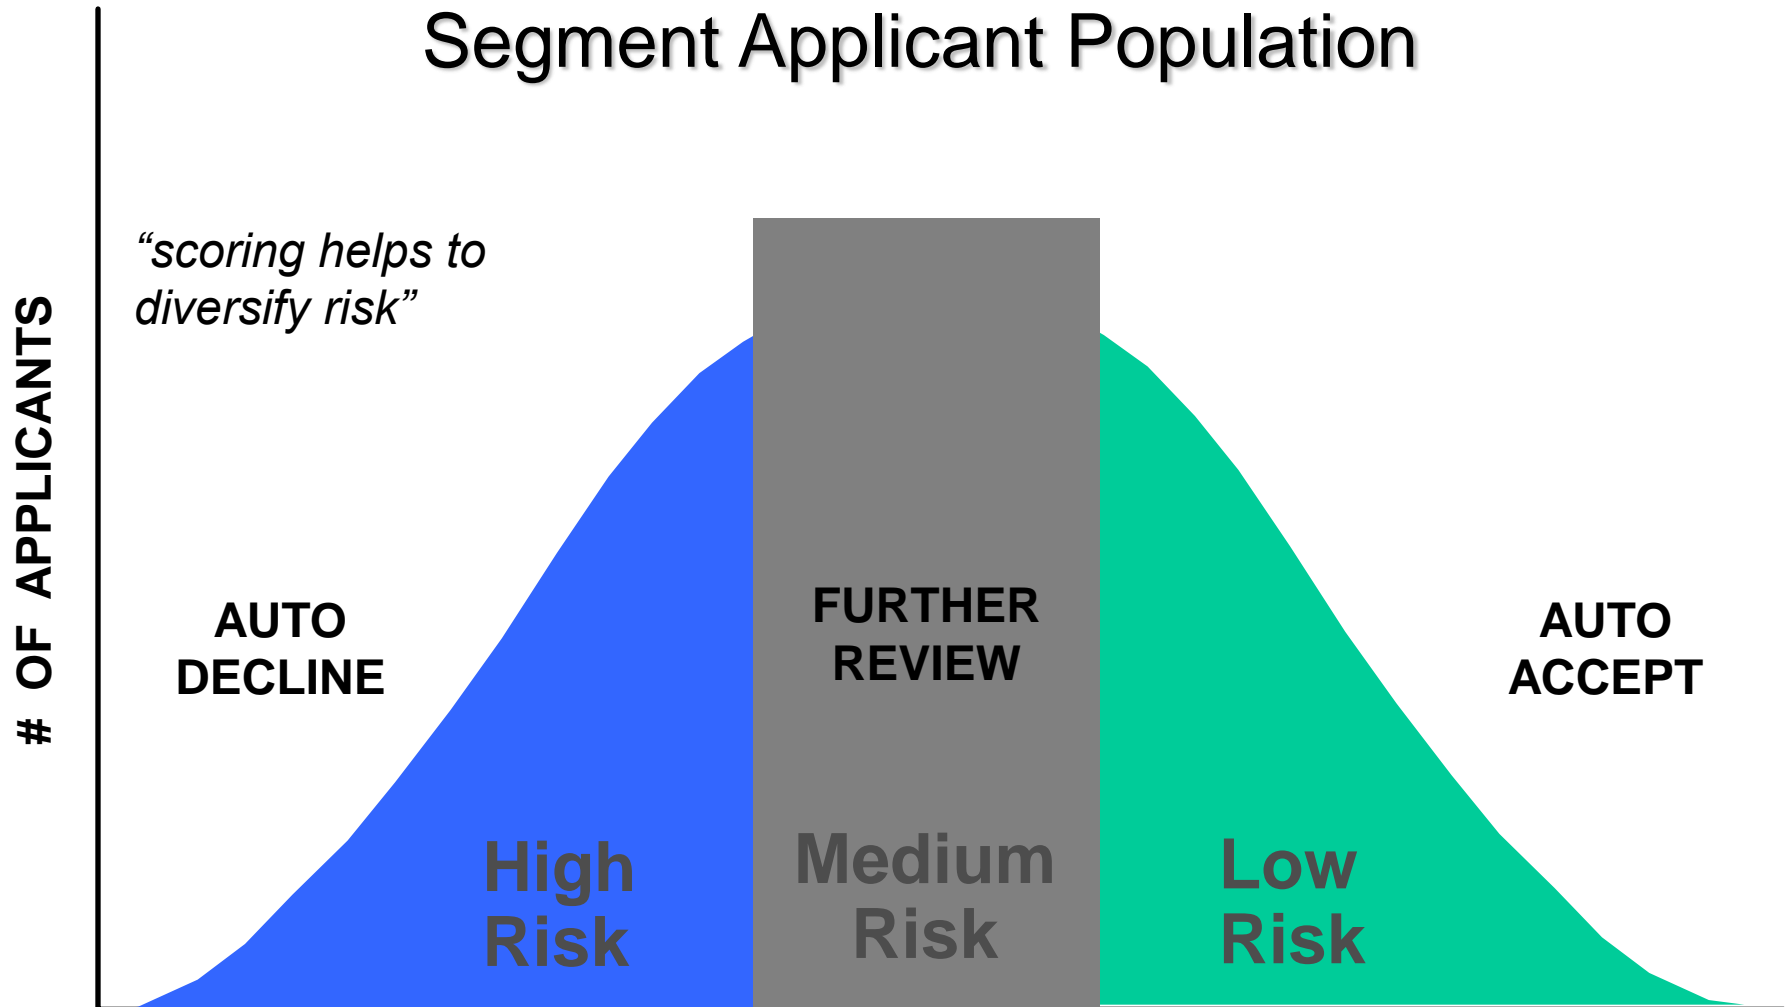 Segment Applicant Population
“scoring helps to
diversify risk”
# OF APPLICANTS
AUTO
DECLINE
FURTHER
REVIEW
AUTO
ACCEPT
High
Risk
Medium
Risk
Low
Risk